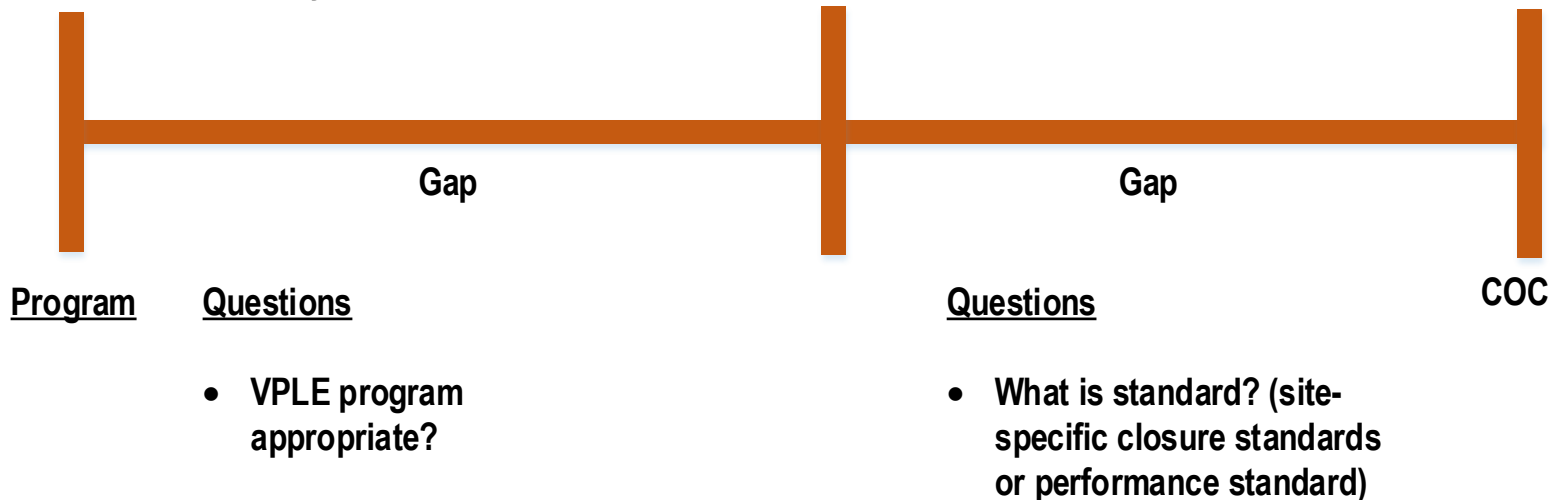 Gap
Gap
Program
Questions
Questions
COC
• VPLE program
appropriate?
• What is standard? (site-
specific closure standards
or performance standard)